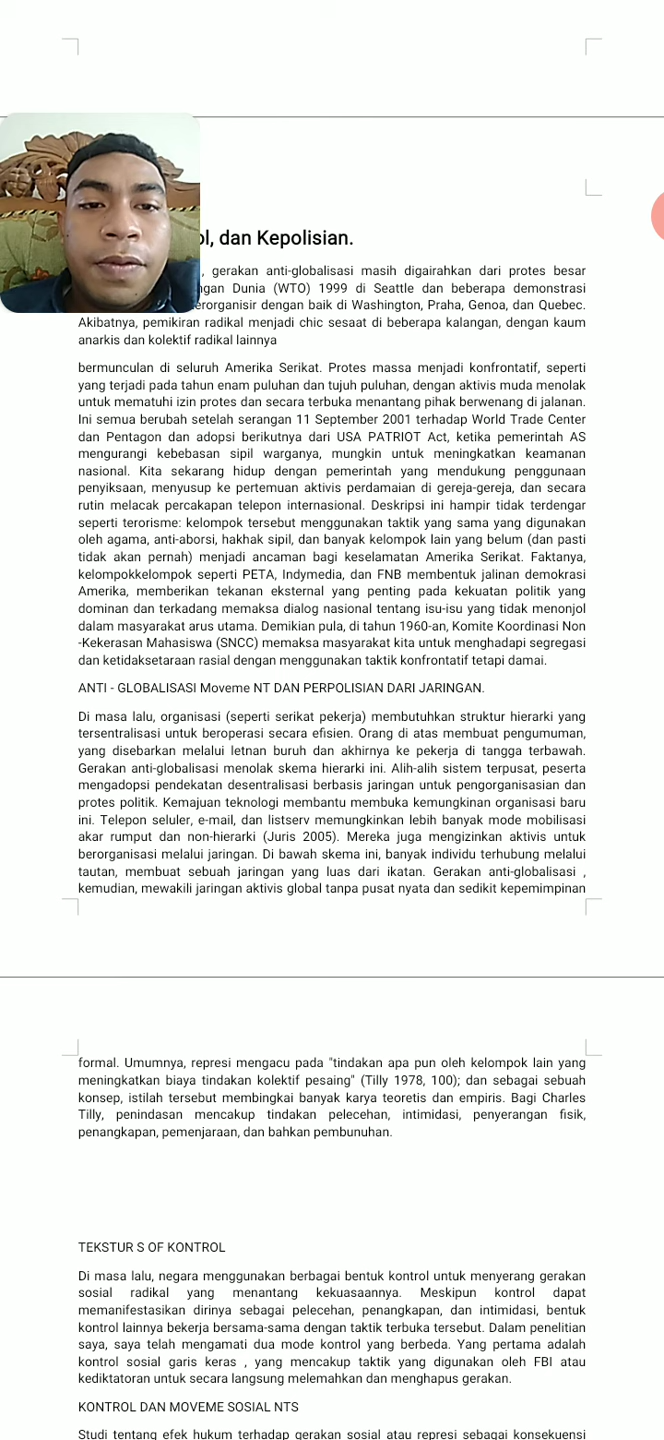 ol, dan Kepolisian.
, gerakan anti-globalisasi masih digairahkan dari protes besar
ngan Dunia (WTO) 1999 di Seattle dan beberapa demonstrasi
erorganisir dengan baik di Washington, Praha, Genoa, dan Quebec.
Akibatnya, pemikiran radikal menjadi chic sesaat di beberapa kalangan, dengan kaum
anarkis dan kolektif radikal lainnya
bermunculan di seluruh Amerika Serikat. Protes massa menjadi konfrontatif, seperti
yang terjadi pada tahun enam puluhan dan tujuh puluhan, dengan aktivis muda menolak
untuk mematuhi izin protes dan secara terbuka menantang pihak berwenang di jalanan.
Ini semua berubah setelah serangan 11 September 2001 terhadap World Trade Center
dan Pentagon dan adopsi berikutnya dari USA PATRIOT Act, ketika pemerintah AS
mengurangi kebebasan sipil warganya, mungkin untuk meningkatkan keamanan
nasional. Kita sekarang hidup dengan pemerintah yang mendukung penggunaan
penyiksaan, menyusup ke pertemuan aktivis perdamaian di gereja-gereja, dan secara
rutin melacak percakapan telepon internasional. Deskripsi ini hampir tidak terdengar
seperti terorisme: kelompok tersebut menggunakan taktik yang sama yang digunakan
oleh agama, anti-aborsi, hakhak sipil, dan banyak kelompok lain yang belum (dan pasti
tidak akan pernah) menjadi ancaman bagi keselamatan Amerika Serikat. Faktanya,
kelompokkelompok seperti PETA, Indymedia, dan FNB membentuk jalinan demokrasi
Amerika, memberikan tekanan eksternal yang penting pada kekuatan politik yang
dominan dan terkadang memaksa dialog nasional tentang isu-isu yang tidak menonjol
dalam masyarakat arus utama. Demikian pula, di tahun 1960-an, Komite Koordinasi Non
-Kekerasan Mahasiswa (SNCC) memaksa masyarakat kita untuk menghadapi segregasi
dan ketidaksetaraan rasial dengan menggunakan taktik konfrontatif tetapi damai.
ANTI - GLOBALISASI Moveme NT DAN PERPOLISIAN DARI JARINGAN.
Di masa lalu, organisasi (seperti serikat pekerja) membutuhkan struktur hierarki yang
tersentralisasi untuk beroperasi secara efisien. Orang di atas membuat pengumuman,
yang disebarkan melalui letnan buruh dan akhirnya ke pekerja di tangga terbawah.
Gerakan anti-globalisasi menolak skema hierarki ini. Alih-alih sistem terpusat, peserta
mengadopsi pendekatan desentralisasi berbasis jaringan untuk pengorganisasian dan
protes politik. Kemajuan teknologi membantu membuka kemungkinan organisasi baru
ini. Telepon seluler, e-mail, dan listserv memungkinkan lebih banyak mode mobilisasi
akar rumput dan non-hierarki (Juris 2005). Mereka juga mengizinkan aktivis untuk
berorganisasi melalui jaringan. Di bawah skema ini, banyak individu terhubung melalui
tautan, membuat sebuah jaringan yang luas dari ikatan. Gerakan anti-globalisasi ,
kemudian, mewakili jaringan aktivis global tanpa pusat nyata dan sedikit kepemimpinan
formal. Umumnya, represi mengacu pada "tindakan apa pun oleh kelompok lain yang
meningkatkan biaya tindakan kolektif pesaing" (Tilly 1978, 100); dan sebagai sebuah
konsep, istilah tersebut membingkai banyak karya teoretis dan empiris. Bagi Charles
Tilly, penindasan mencakup tindakan pelecehan, intimidasi, penyerangan fisik,
penangkapan, pemenjaraan, dan bahkan pembunuhan.
TEKSTUR S OF KONTROL
Di masa lalu, negara menggunakan berbagai bentuk kontrol untuk menyerang gerakan
sosial radikal yang menantang kekuasaannya. Meskipun kontrol dapat
memanifestasikan dirinya sebagai pelecehan, penangkapan, dan intimidasi, bentuk
kontrol lainnya bekerja bersama-sama dengan taktik terbuka tersebut. Dalam penelitian
saya, saya telah mengamati dua mode kontrol yang berbeda. Yang pertama adalah
kontrol sosial garis keras , yang mencakup taktik yang digunakan oleh FBI atau
kediktatoran untuk secara langsung melemahkan dan menghapus gerakan.
KONTROL DAN MOVEME SOSIAL NTS
Studi tentang efek hukum terhadap gerakan sosial atau represi sebagai konsekuensi